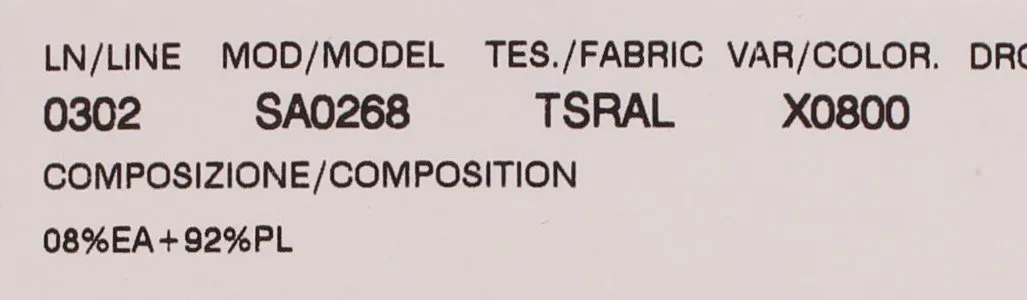 LN/LINE MOD/MODEL TES./FABRIC VAR/COLOR.
0302 SA0268 TSRAL X0800
COMPOSIZIONE/COMPOSITION
08%EA+92%PL